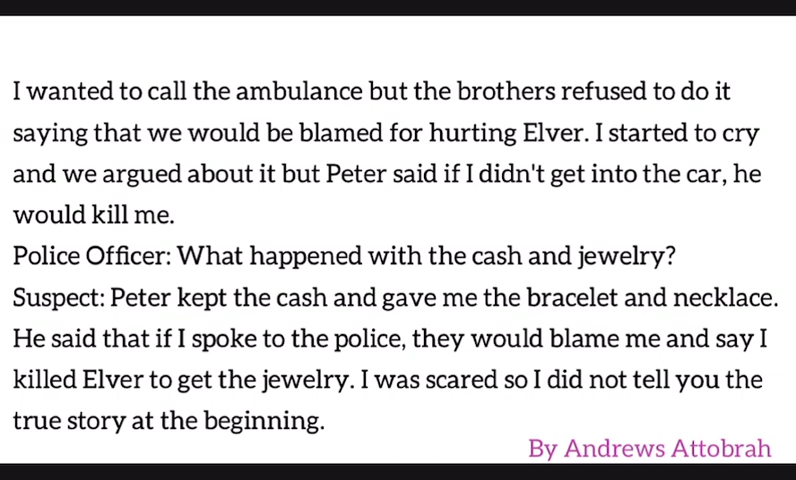 I wanted to call the ambulance but the brothers refused to do it
saying that we would be blamed for hurting Elver. I started to cry
and we argued about it but Peter said if I didn't get into the car, he
would kill me.
Police Officer: What happened with the cash and jewelry?
Suspect: Peter kept the cash and gave me the bracelet and necklace.
He said that if I spoke to the police, they would blame me and say I
killed Elver to get the jewelry. I was scared so I did not tell you the
true story at the beginning.
By Andrews Attobrah